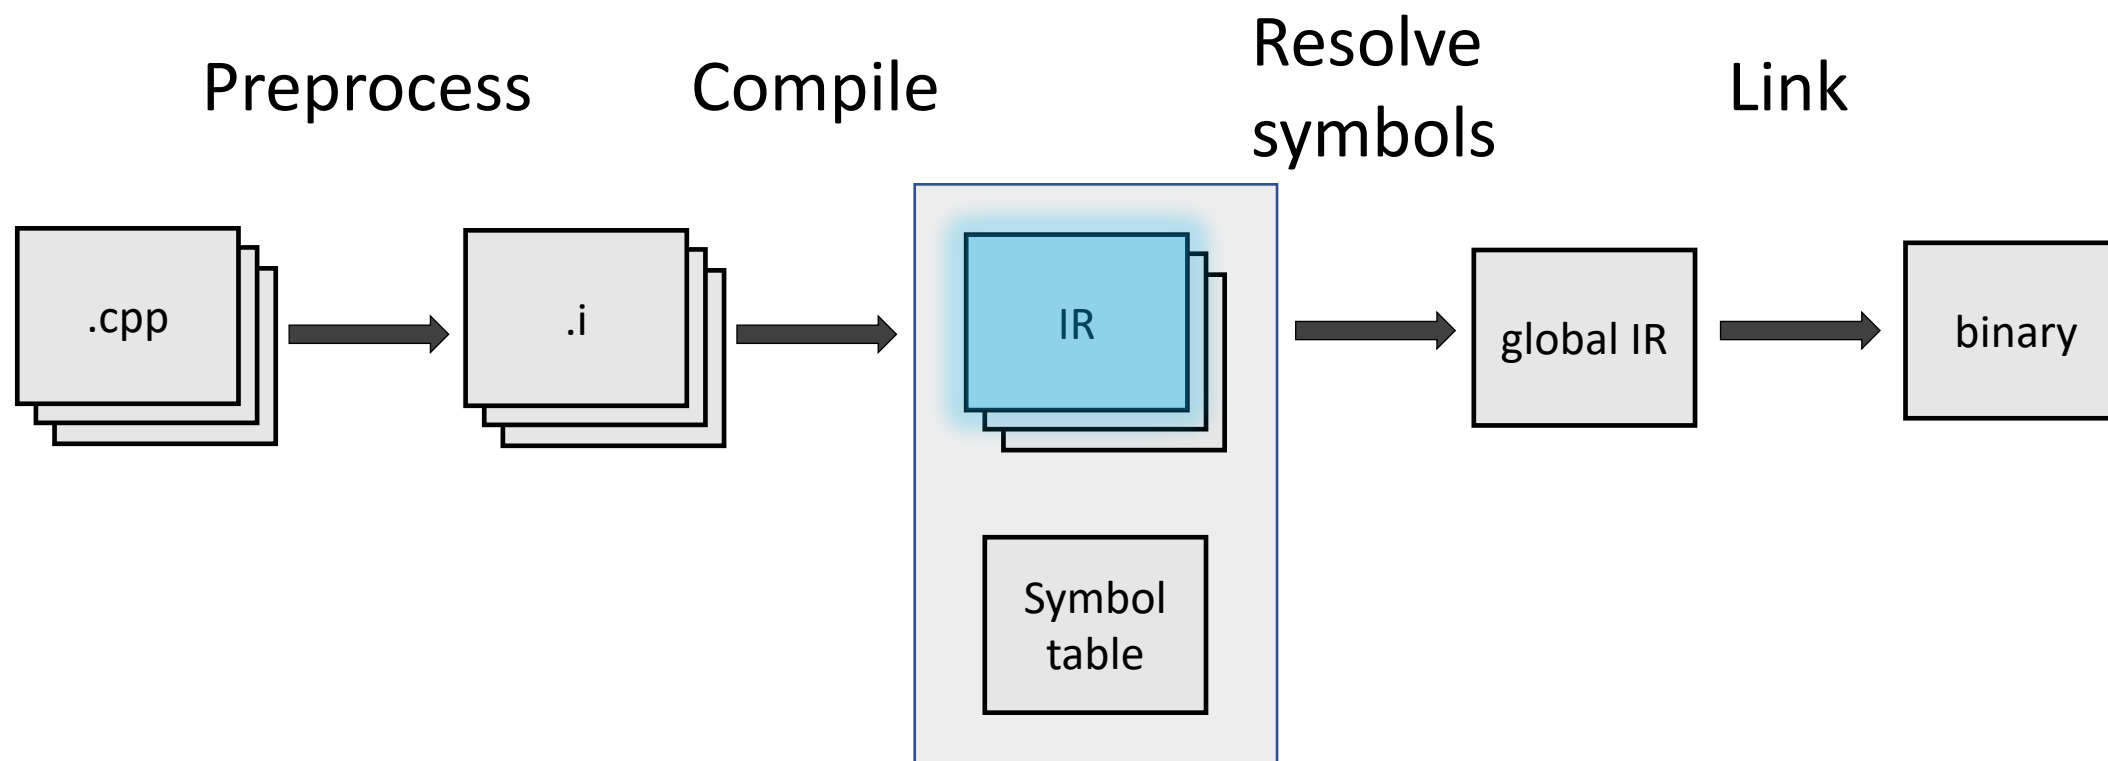 Preprocess
Compile
Resolve
symbols
Link
.cpp
.i
IR
global IR
binary
Symbol
table